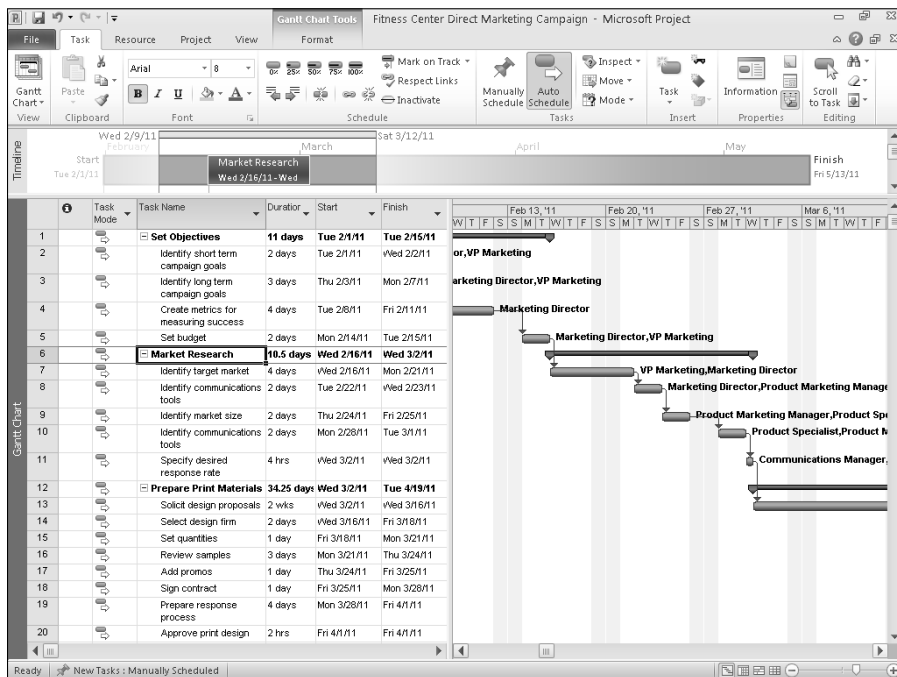 Gantt Chart Tools Fitness Center Direct Marketing Campaign - Microsoft Project
File Task Resource Project View Format
Gantt Chart
View
Paste
Clipboard
Arial 8
B I U A
Font
0% 25% 50% 75% 100%
Mark on Track
Respect Links
Inactivate
Schedule
Manually Schedule
Auto Schedule
Inspect
Move
Mode
Tasks
Task
Insert
Information
Properties
Scroll to Task
Editing
Timeline
Wed 2/9/11 Sat 3/12/11
February March April May
Start
Tue 2/1/11
Market Research
Wed 2/16/11 - Wed
Finish
Fri 5/13/11
Gantt Chart
Task Mode Task Name Duration Start Finish
Feb 13, '11 Feb 20, '11 Feb 27, '11 Mar 6, '11
W T F S S M T W T F S S M T W T F S S M T W T F S S M T W T F
1 Set Objectives 11 days Tue 2/1/11 Tue 2/15/11
2 Identify short term campaign goals 2 days Tue 2/1/11 Wed 2/2/11 or,VP Marketing
3 Identify long term campaign goals 3 days Thu 2/3/11 Mon 2/7/11 arketing Director,VP Marketing
4 Create metrics for measuring success 4 days Tue 2/8/11 Fri 2/11/11 Marketing Director
5 Set budget 2 days Mon 2/14/11 Tue 2/15/11 Marketing Director,VP Marketing
6 Market Research 10.5 days Wed 2/16/11 Wed 3/2/11
7 Identify target market 4 days Wed 2/16/11 Mon 2/21/11 VP Marketing,Marketing Director
8 Identify communications tools 2 days Tue 2/22/11 Wed 2/23/11 Marketing Director,Product Marketing Manage
9 Identify market size 2 days Thu 2/24/11 Fri 2/25/11 Product Marketing Manager,Product Spe
10 Identify communications tools 2 days Mon 2/28/11 Tue 3/1/11 Product Specialist,Product M
11 Specify desired response rate 4 hrs Wed 3/2/11 Wed 3/2/11 Communications Manager,
12 Prepare Print Materials 34.25 days Wed 3/2/11 Tue 4/19/11
13 Solicit design proposals 2 wks Wed 3/2/11 Wed 3/16/11
14 Select design firm 2 days Wed 3/16/11 Fri 3/18/11
15 Set quantities 1 day Fri 3/18/11 Mon 3/21/11
16 Review samples 3 days Mon 3/21/11 Thu 3/24/11
17 Add promos 1 day Thu 3/24/11 Fri 3/25/11
18 Sign contract 1 day Fri 3/25/11 Mon 3/28/11
19 Prepare response process 4 days Mon 3/28/11 Fri 4/1/11
20 Approve print design 2 hrs Fri 4/1/11 Fri 4/1/11
Ready New Tasks : Manually Scheduled